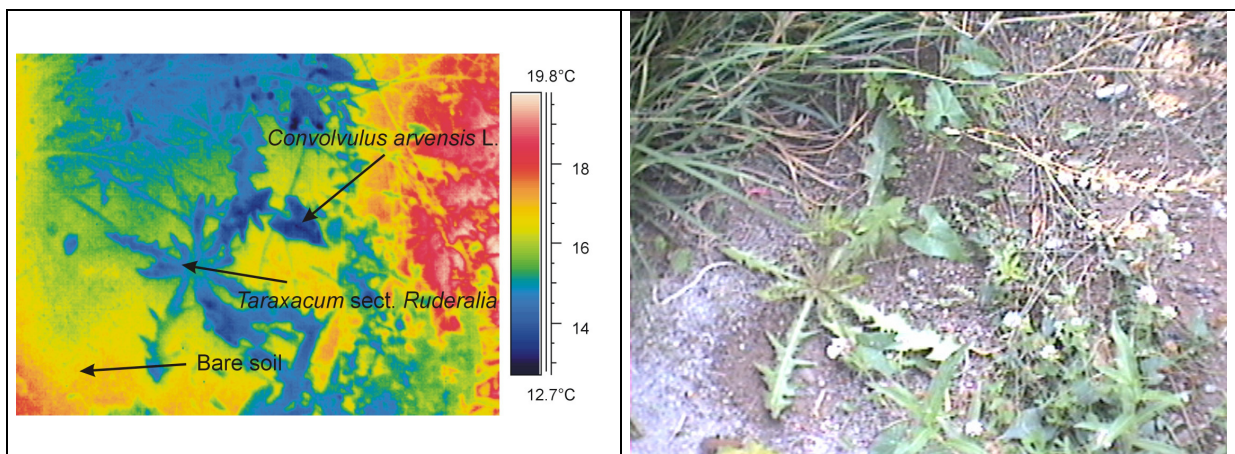 19.8°C
Convolvulus arvensis L.
18
16
Taraxacum sect. Ruderalia
14
Bare soil
12.7°C